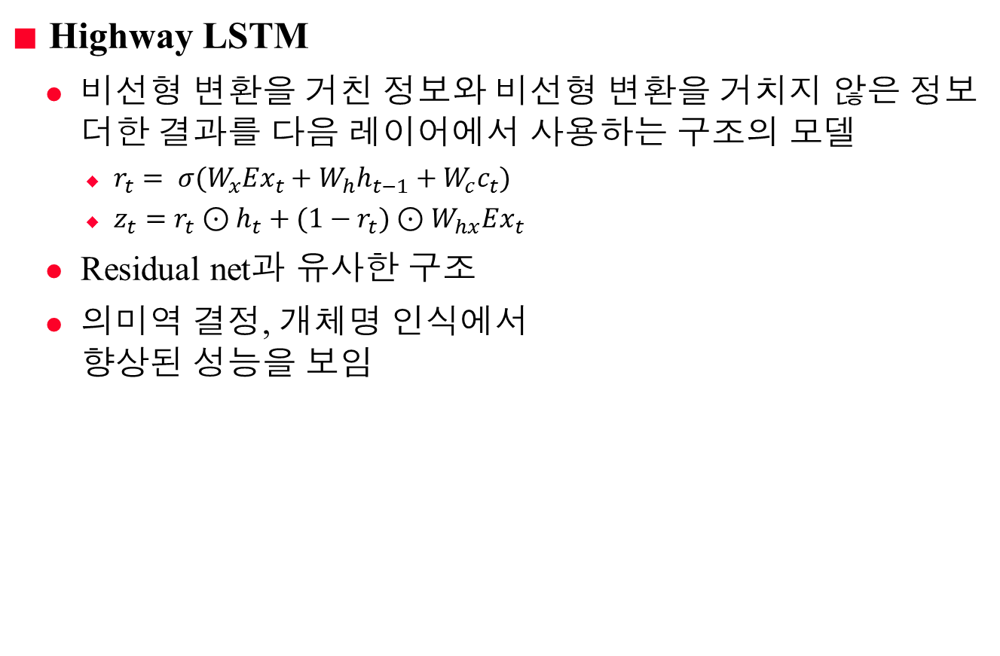 Highway LSTM
비선형 변환을 거친 정보와 비선형 변환을 거치지 않은 정보
더한 결과를 다음 레이어에서 사용하는 구조의 모델
r_t = σ(W_x Ex_t + W_h h_{t−1} + W_c c_t)
z_t = r_t ⊙ h_t + (1 − r_t) ⊙ W_{hx} Ex_t
Residual net과 유사한 구조
의미역 결정, 개체명 인식에서
향상된 성능을 보임